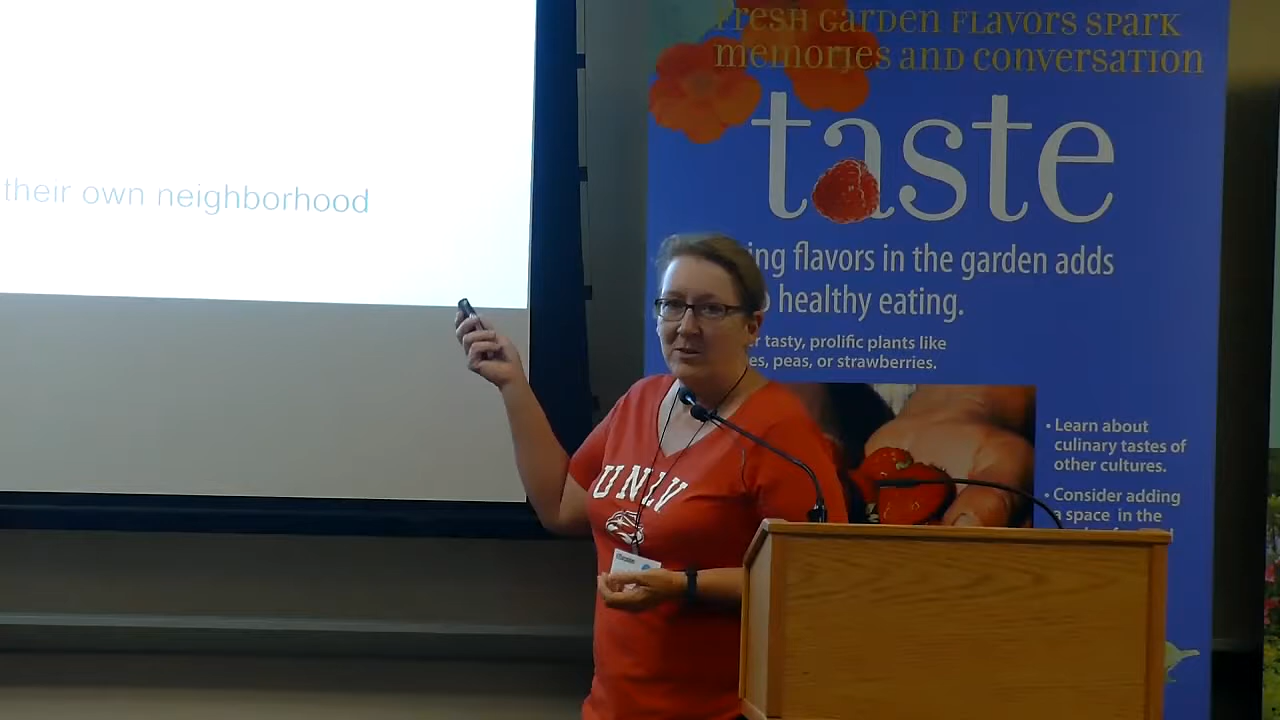 their own neighborhood
Fresh Garden Flavors Spark
memories and conversation
taste
ing flavors in the garden adds
healthy eating.
tasty, prolific plants like
peas, or strawberries.
• Learn about
culinary tastes of
other cultures.
• Consider adding
a space in the
UNLV